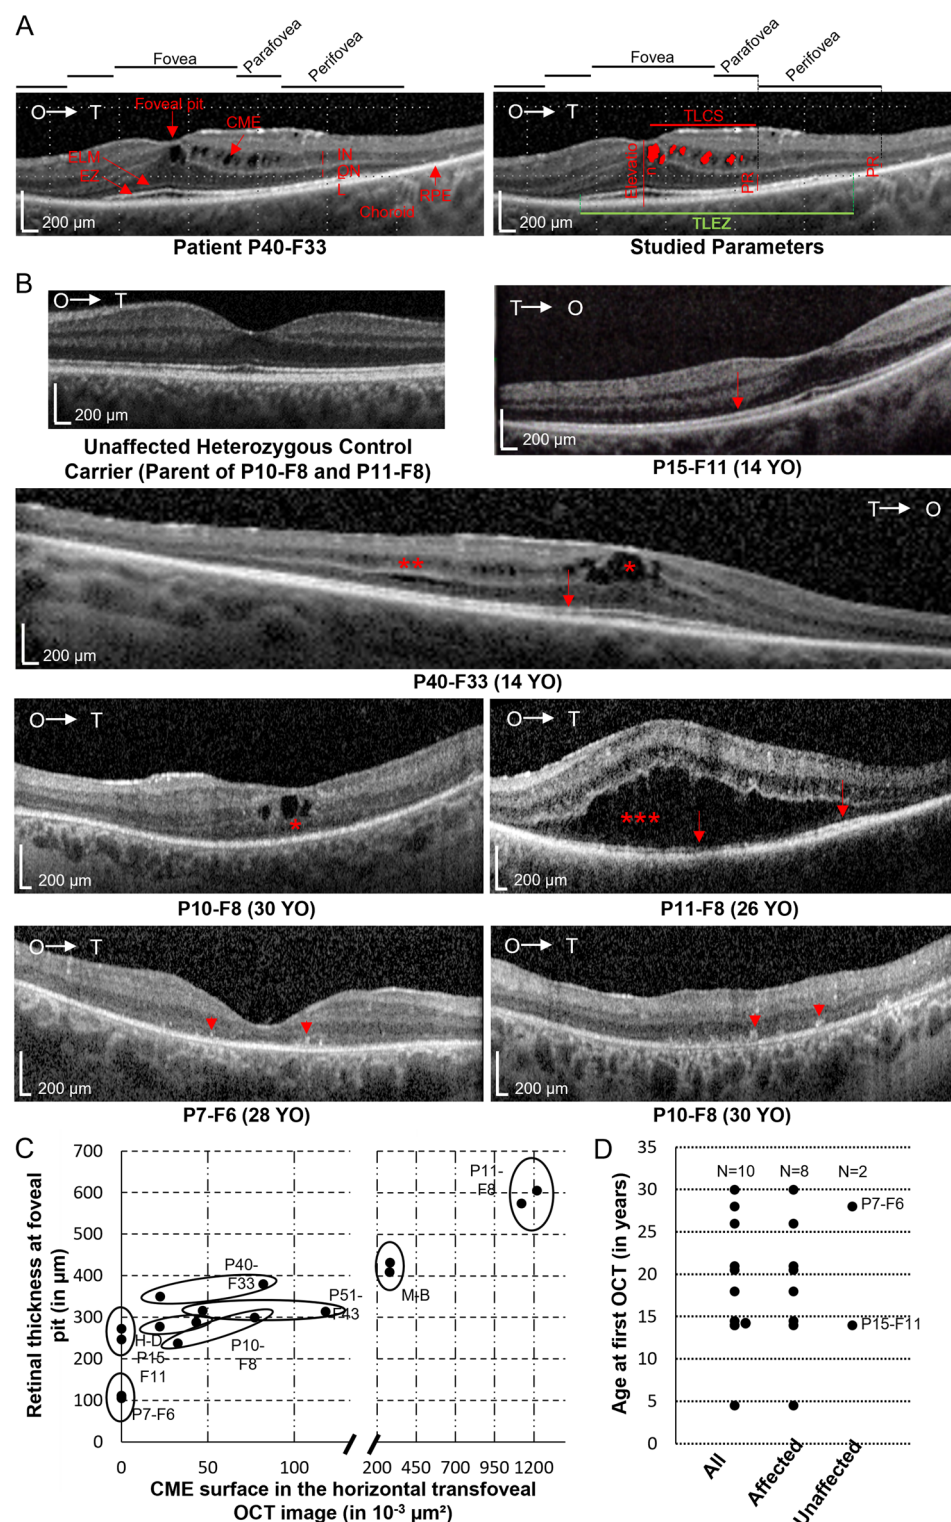 A
Fovea Parafovea Perifovea
Fovea Parafovea Perifovea
O T
Foveal pit
CME
ELM
EZ
IN
ON
L
RPE
Choroid
200 µm
Patient P40-F33
TLCS
Elevatio
n
PR
PR
TLEZ
200 µm
Studied Parameters
B
O T
200 µm
Unaffected Heterozygous Control
Carrier (Parent of P10-F8 and P11-F8)
T O
200 µm
P15-F11 (14 YO)
T O
**
*
200 µm
P40-F33 (14 YO)
O T
*
200 µm
P10-F8 (30 YO)
O T
***
200 µm
P11-F8 (26 YO)
O T
200 µm
P7-F6 (28 YO)
O T
200 µm
P10-F8 (30 YO)
C
Retinal thickness at foveal
pit (in µm)
700
600
500
400
300
200
100
0
P11-
F8
P40-
F33
P51-
F43
M-B
H-D
P15
F11
P10-
F8
P7-F6
0 50 100 200 450 700 950 1200
CME surface in the horizontal transfoveal
OCT image (in 10⁻³ µm²)
D
Age at first OCT (in years)
35
30
25
20
15
10
5
0
N=10 N=8 N=2
P7-F6
P15-F11
All Affected Unaffected